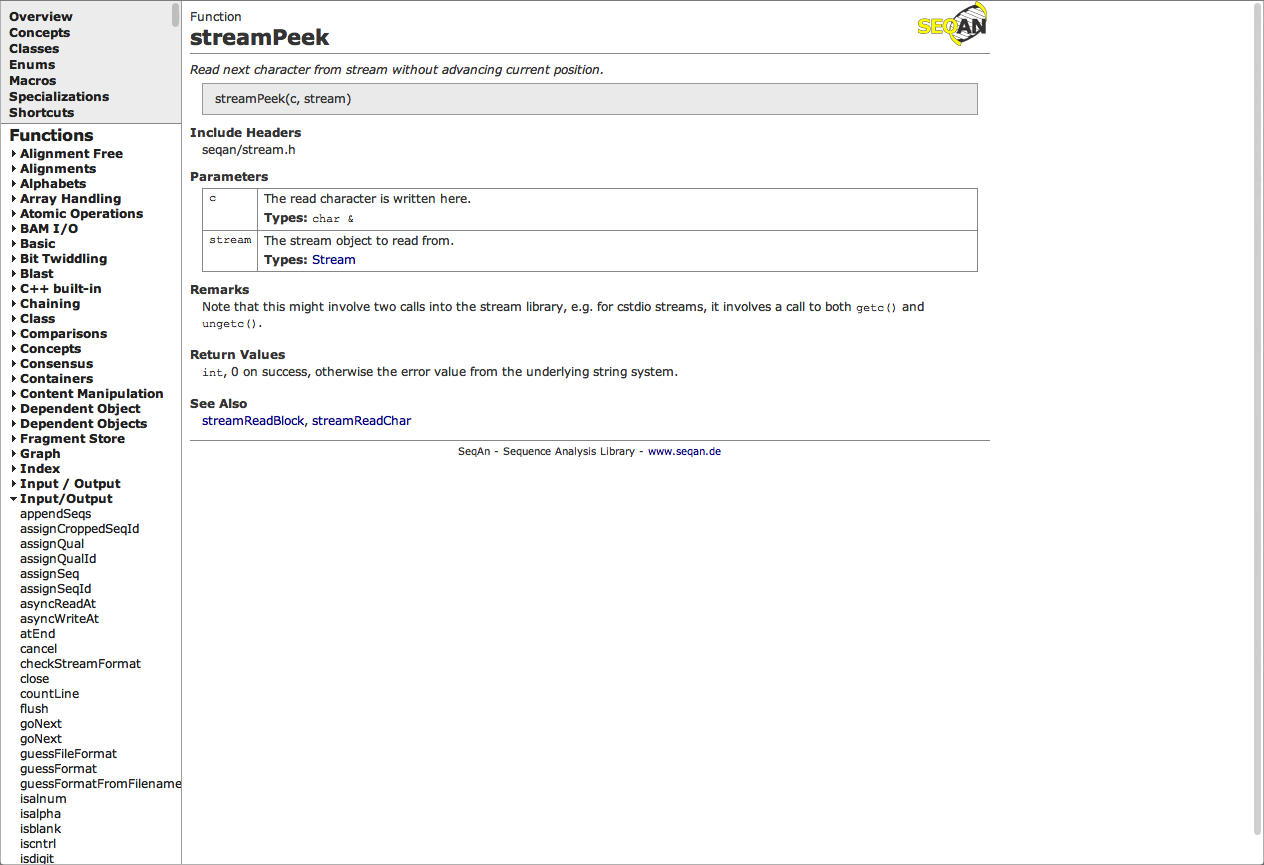 Overview
Concepts
Classes
Enums
Macros
Specializations
Shortcuts
Functions
Alignment Free
Alignments
Alphabets
Array Handling
Atomic Operations
BAM I/O
Basic
Bit Twiddling
Blast
C++ built-in
Chaining
Class
Comparisons
Concepts
Consensus
Containers
Content Manipulation
Dependent Object
Dependent Objects
Fragment Store
Graph
Index
Input / Output
Input/Output
appendSeqs
assignCroppedSeqId
assignQual
assignQualId
assignSeq
assignSeqId
asyncReadAt
asyncWriteAt
atEnd
cancel
checkStreamFormat
close
countLine
flush
goNext
goNext
guessFileFormat
guessFormat
guessFormatFromFilename
isalnum
isalpha
isblank
iscntrl
isdigit
Function
SEQAN
streamPeek
Read next character from stream without advancing current position.
streamPeek(c, stream)
Include Headers
seqan/stream.h
Parameters
c The read character is written here.
Types: char &
stream The stream object to read from.
Types: Stream
Remarks
Note that this might involve two calls into the stream library, e.g. for cstdio streams, it involves a call to both getc() and
ungetc().
Return Values
int, 0 on success, otherwise the error value from the underlying string system.
See Also
streamReadBlock, streamReadChar
SeqAn - Sequence Analysis Library - www.seqan.de